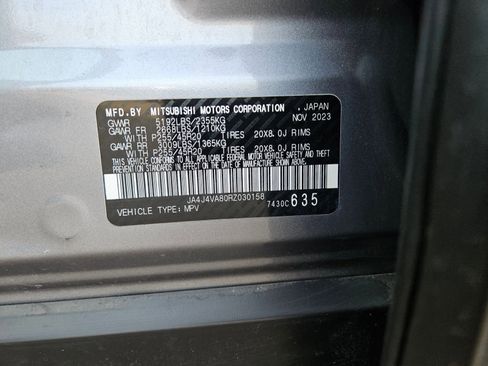 MFD.BY MITSUBISHI MOTORS CORPORATION . JAPAN
GVWR 5192LBS/2355KG NOV 2023
GAWR FR 2668LBS/1210KG
WITH P255/45R20 TIRES 20X8.0J RIMS
GAWR RR 3009LBS/1365KG
WITH P255/45R20 TIRES 20X8.0J RIMS
THIS VEHICLE CONFORMS TO ALL APPLICABLE FEDERAL MOTOR VEHICLE SAFETY AND THEFT
PREVENTION STANDARDS IN EFFECT ON THE DATE OF MANUFACTURE SHOWN ABOVE.
JA4J4VA80RZ030158
VEHICLE TYPE: MPV 7430C 635